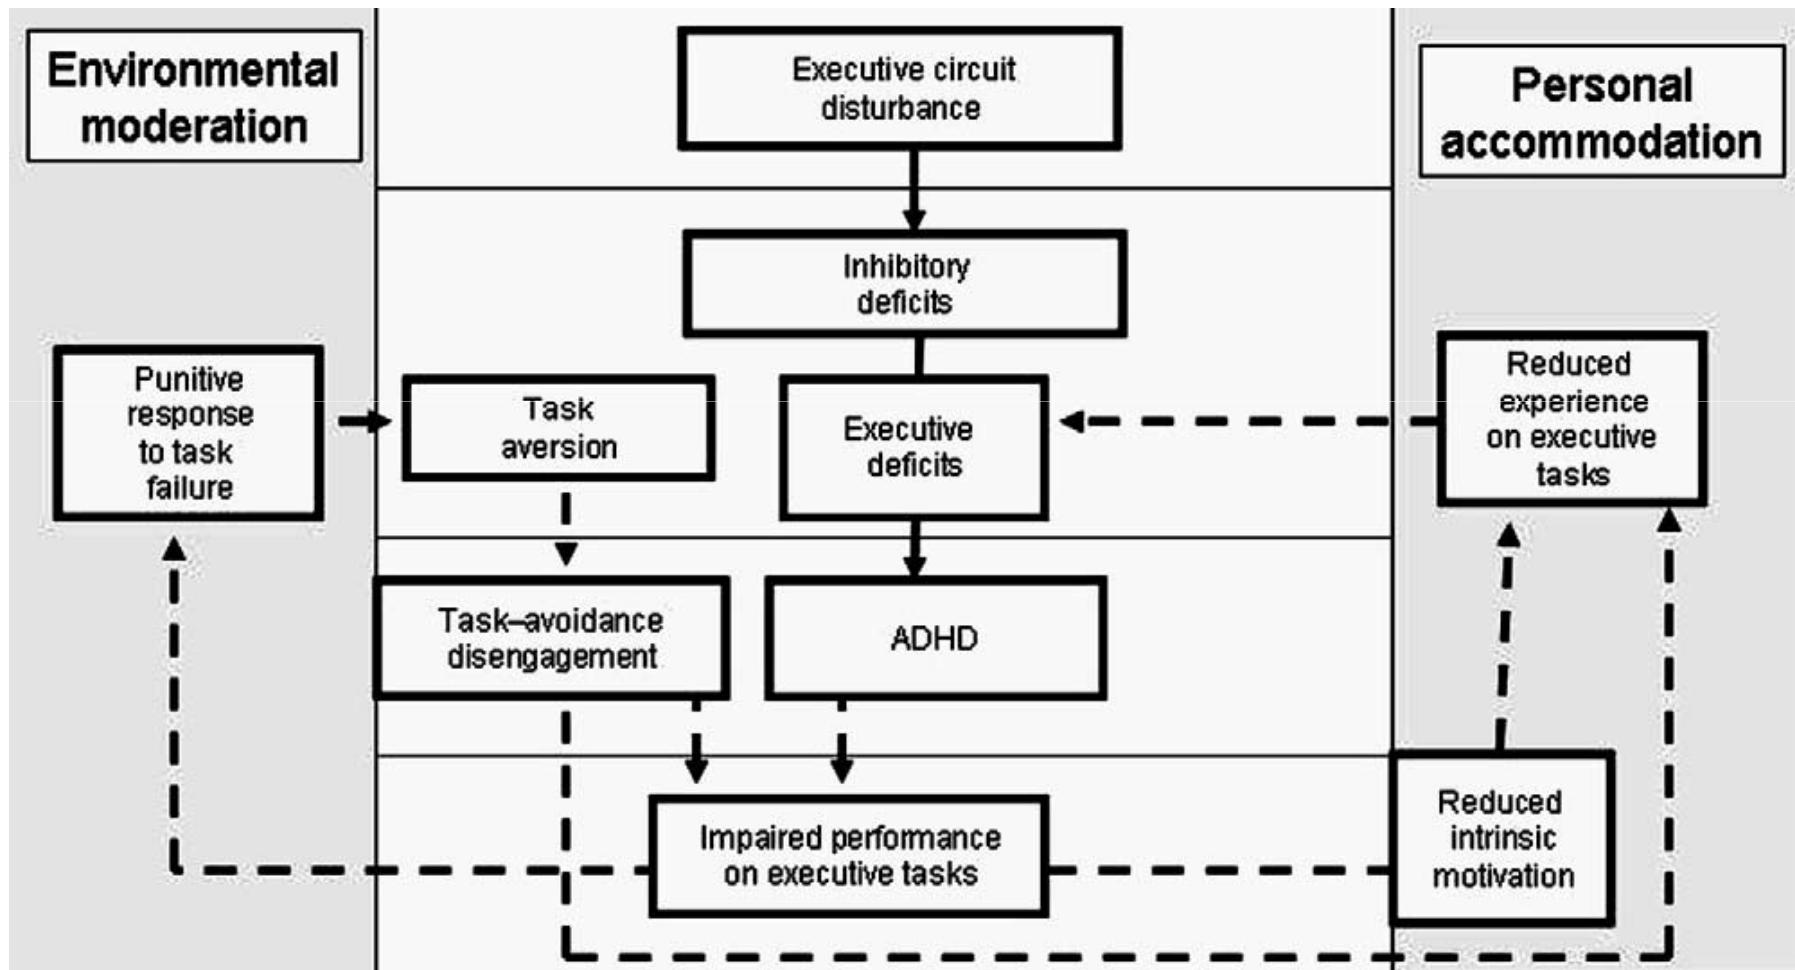 Environmental
moderation
Executive circuit
disturbance
Personal
accommodation
Inhibitory
deficits
Punitive
response
to task
failure
Task
aversion
Executive
deficits
Reduced
experience
on executive
tasks
Task–avoidance
disengagement
ADHD
Impaired performance
on executive tasks
Reduced
intrinsic
motivation